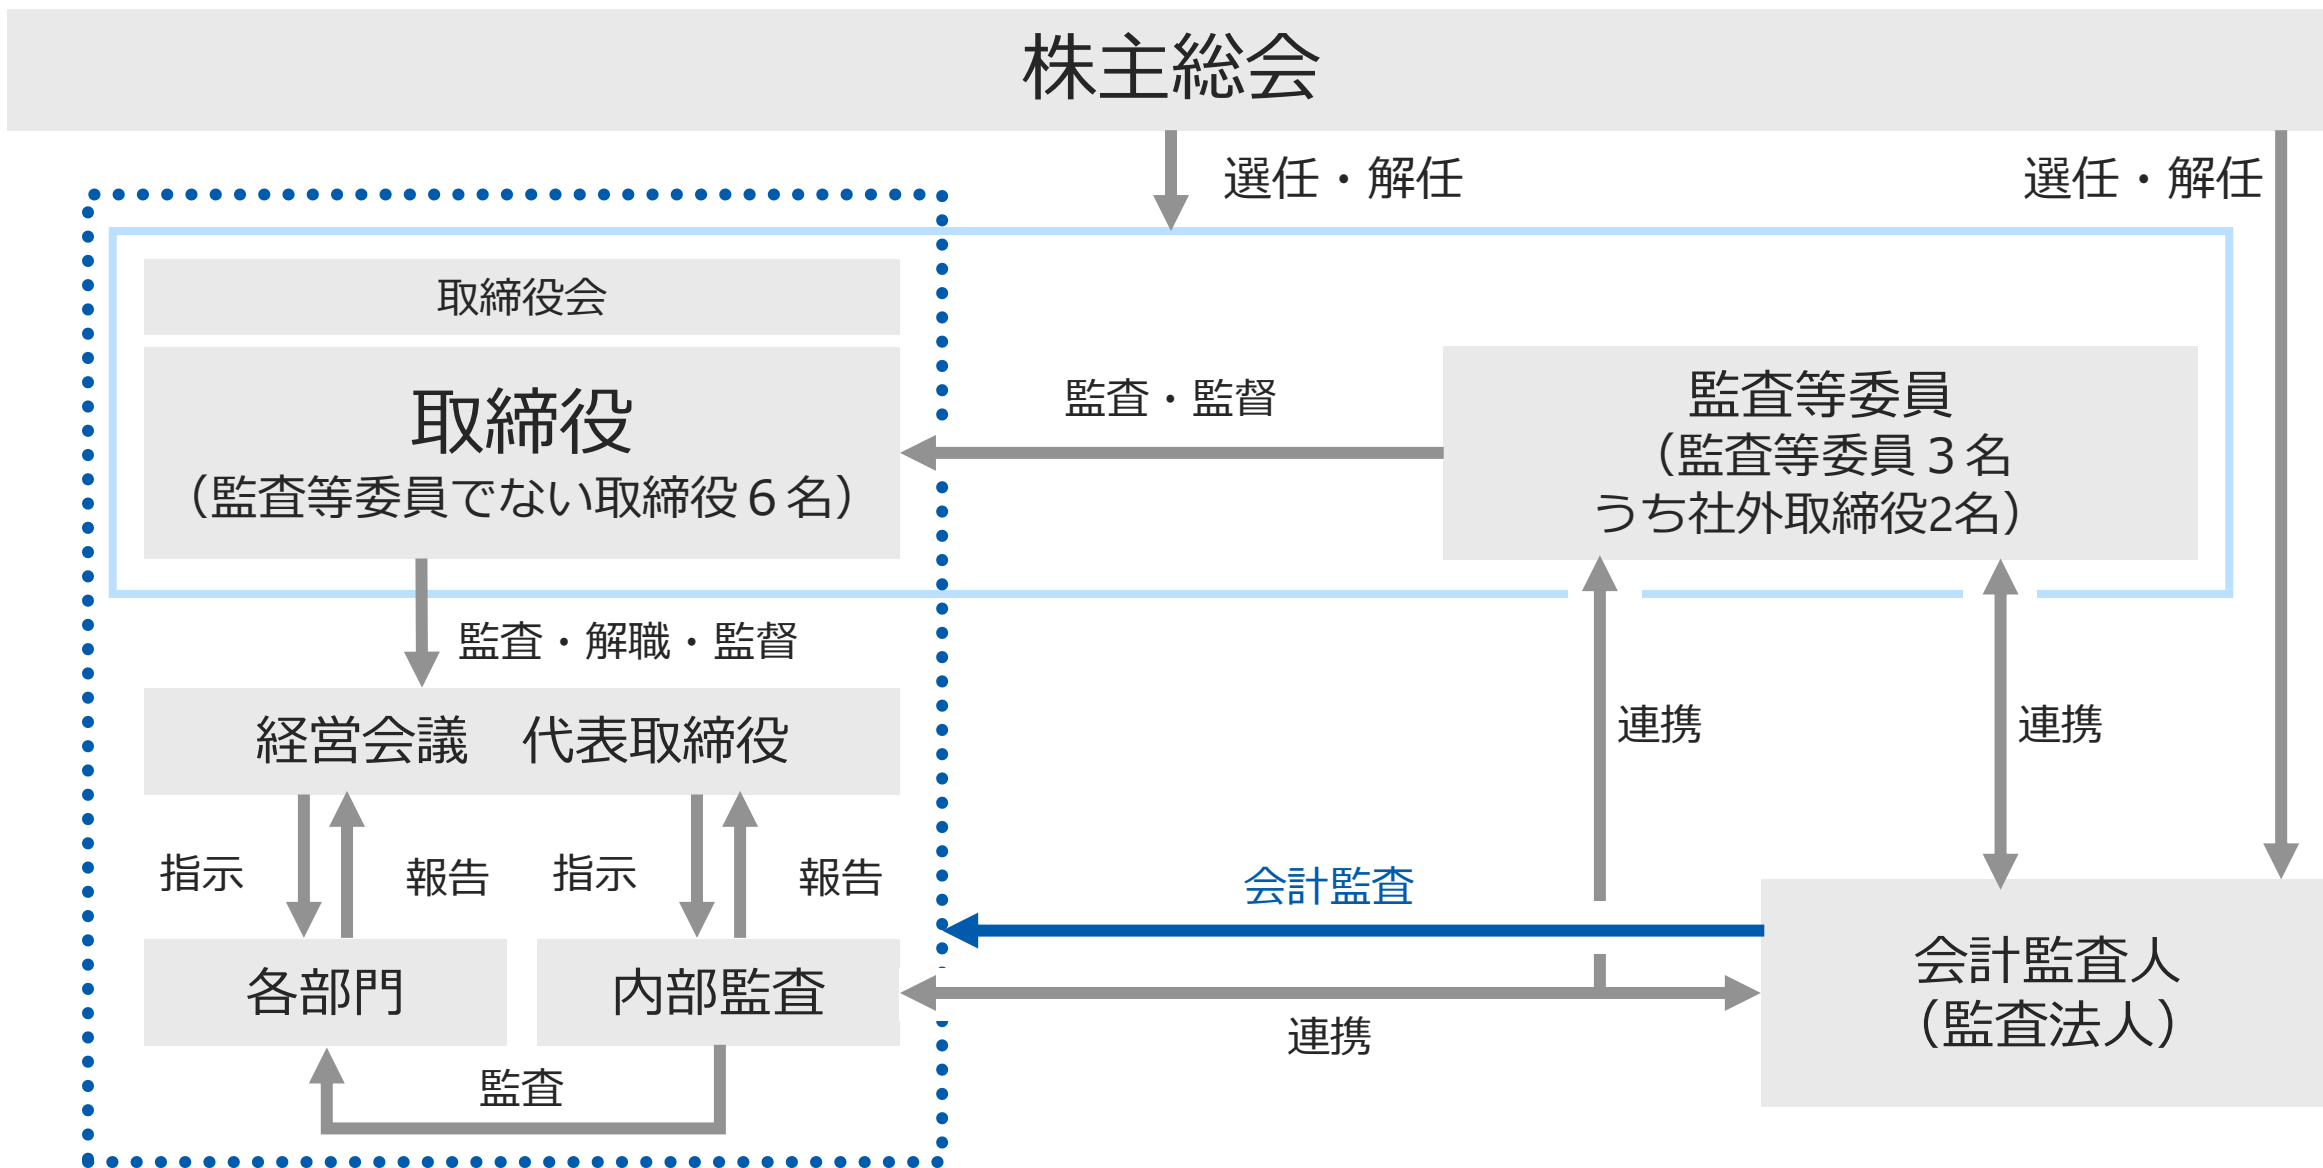 株主総会
選任・解任
選任・解任
取締役会
取締役
（監査等委員でない取締役６名）
監査・監督
監査等委員
（監査等委員３名
うち社外取締役2名）
監査・解職・監督
経営会議　代表取締役
連携
連携
指示
報告
指示
報告
会計監査
各部門
内部監査
会計監査人
（監査法人）
連携
監査